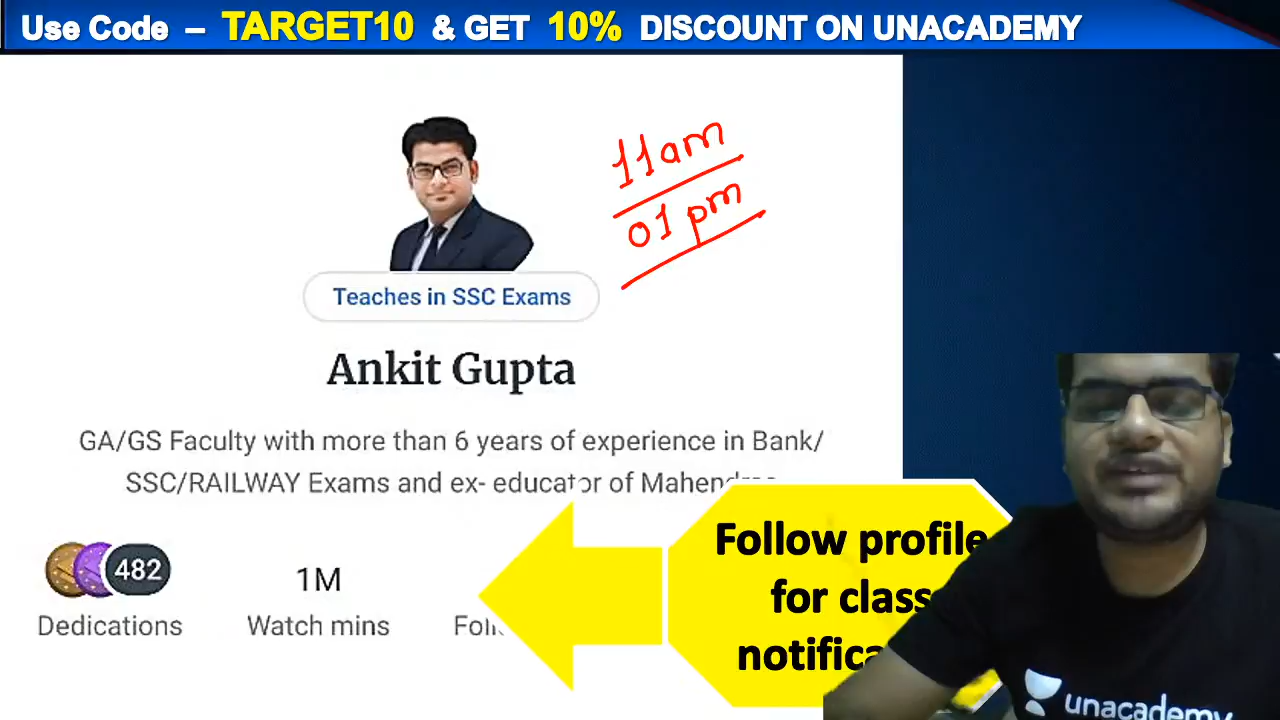 Use Code – TARGET10 & GET 10% DISCOUNT ON UNACADEMY
11am
01 pm
Teaches in SSC Exams
Ankit Gupta
GA/GS Faculty with more than 6 years of experience in Bank/
SSC/RAILWAY Exams and ex- educator of
482
1M
Dedications
Watch mins
Follow profile
for class
unacademy